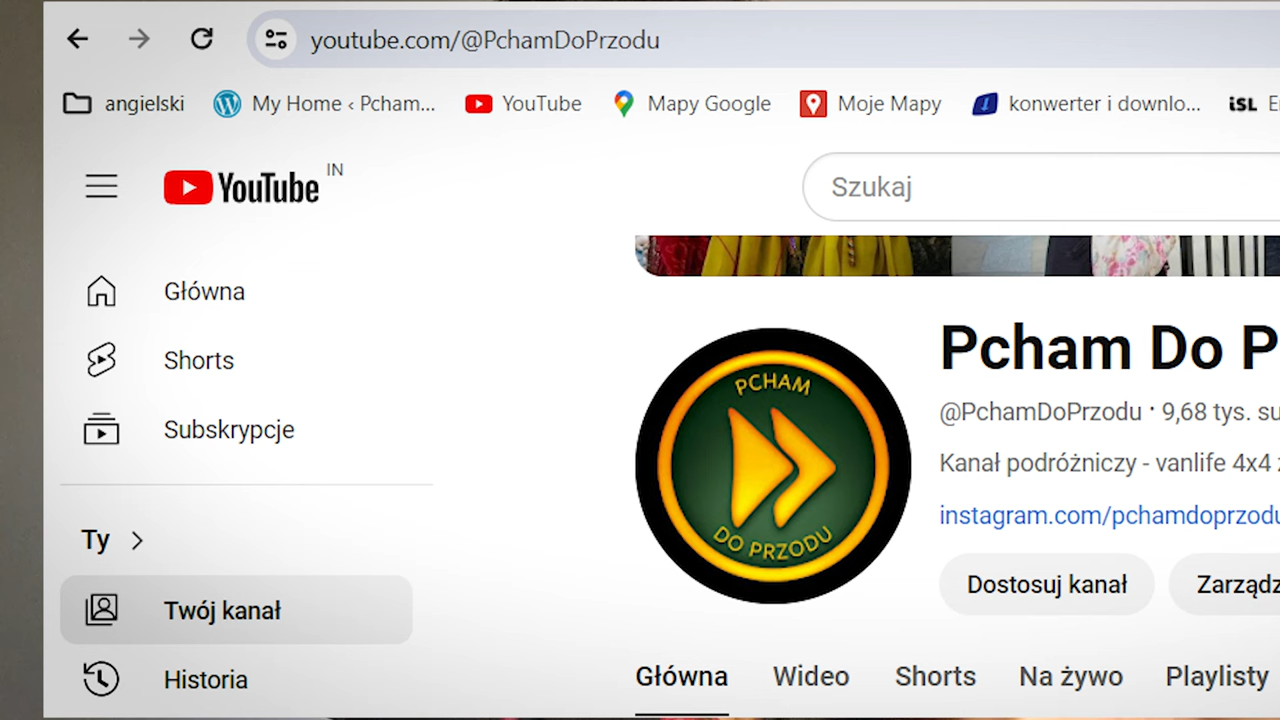 youtube.com/@PchamDoPrzodu
angielski My Home ‹ Pcham... YouTube Mapy Google Moje Mapy konwerter i downlo... iSL
YouTube IN
Szukaj
Główna
Shorts
Subskrypcje
Ty
Twój kanał
Historia
PCHAM
DO PRZODU
Pcham Do P
@PchamDoPrzodu · 9,68 tys. su
Kanał podróżniczy - vanlife 4x4 z
instagram.com/pchamdoprzodu
Dostosuj kanał Zarządz
Główna Wideo Shorts Na żywo Playlisty